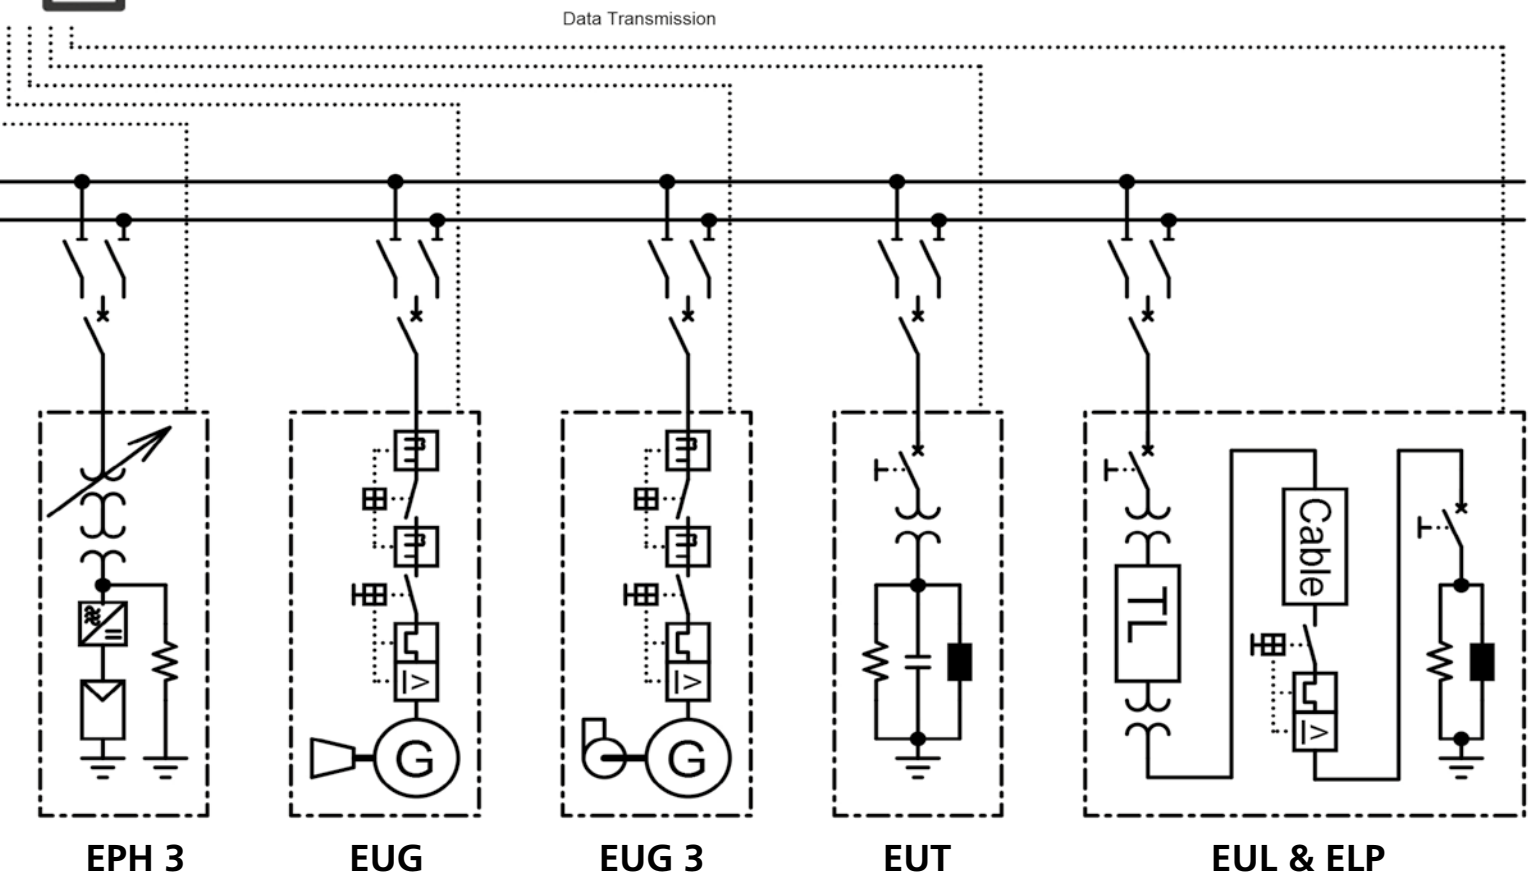 Data Transmission
TL
Cable
I>
I>
I>
G
G
EPH 3
EUG
EUG 3
EUT
EUL & ELP